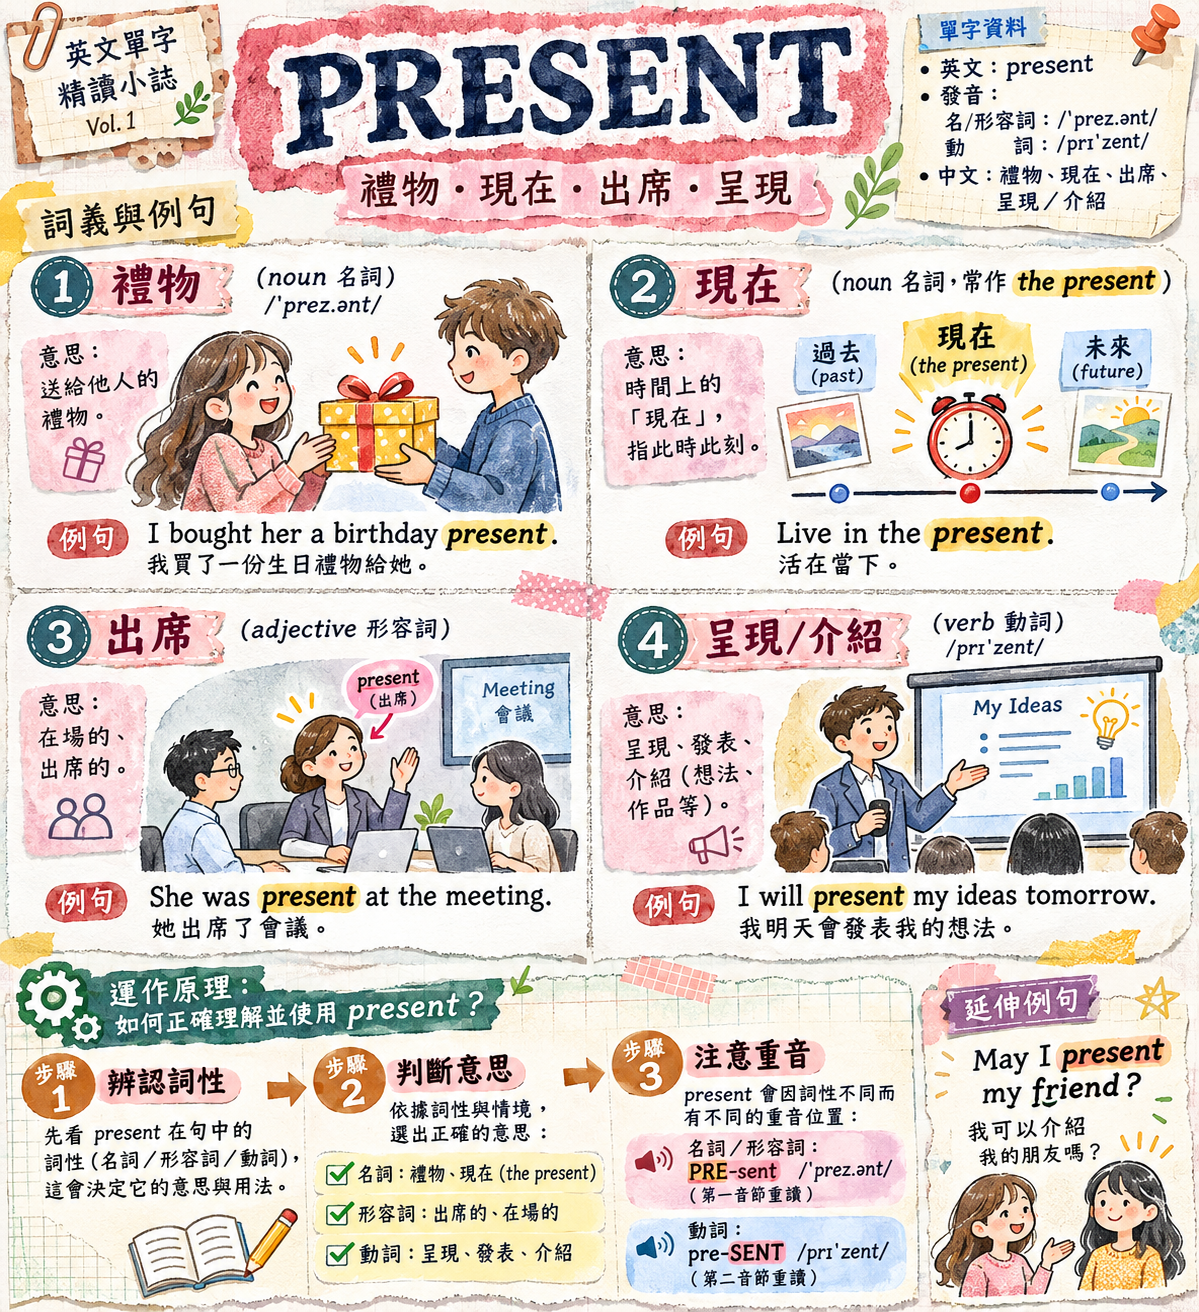 英文單字
精讀小誌
Vol. 1
PRESENT
禮物・現在・出席・呈現
單字資料
• 英文：present
• 發音：
名/形容詞：/ˈprez.ənt/
動 詞：/prɪˈzent/
• 中文：禮物、現在、出席、
呈現／介紹
詞義與例句
1 禮物 (noun 名詞)
/ˈprez.ənt/
意思：
送給他人的
禮物。
例句 I bought her a birthday present.
我買了一份生日禮物給她。
2 現在 (noun 名詞，常作 the present)
意思：
時間上的
「現在」，
指此時此刻。
過去
(past)
現在
(the present)
未來
(future)
例句 Live in the present.
活在當下。
3 出席 (adjective 形容詞)
意思：
在場的、
出席的。
present
(出席)
Meeting
會議
例句 She was present at the meeting.
她出席了會議。
4 呈現/介紹 (verb 動詞)
/prɪˈzent/
意思：
呈現、發表、
介紹 (想法、
作品等)。
My Ideas
例句 I will present my ideas tomorrow.
我明天會發表我的想法。
運作原理：
如何正確理解並使用 present？
步驟 1 辨認詞性
先看 present 在句中的
詞性 (名詞／形容詞／動詞)，
這會決定它的意思與用法。
步驟 2 判斷意思
依據詞性與情境，
選出正確的意思：
名詞：禮物、現在 (the present)
形容詞：出席的、在場的
動詞：呈現、發表、介紹
步驟 3 注意重音
present 會因詞性不同而
有不同的重音位置：
名詞／形容詞：
PRE-sent /ˈprez.ənt/
(第一音節重讀)
動詞：
pre-SENT /prɪˈzent/
(第二音節重讀)
延伸例句
May I present
my friend?
我可以介紹
我的朋友嗎？